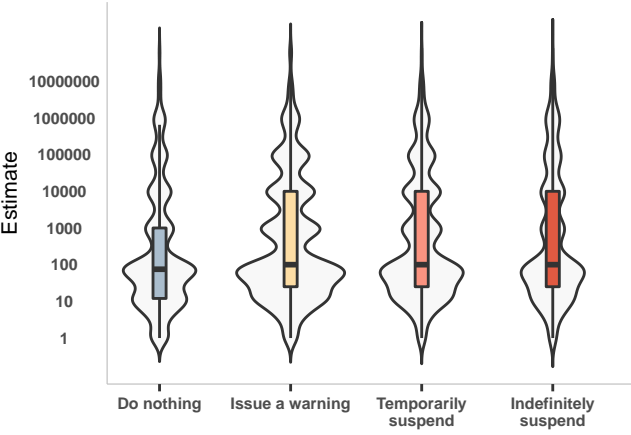 Estimate
10000000
1000000
100000
10000
1000
100
10
1
Do nothing
Issue a warning
Temporarily
suspend
Indefinitely
suspend